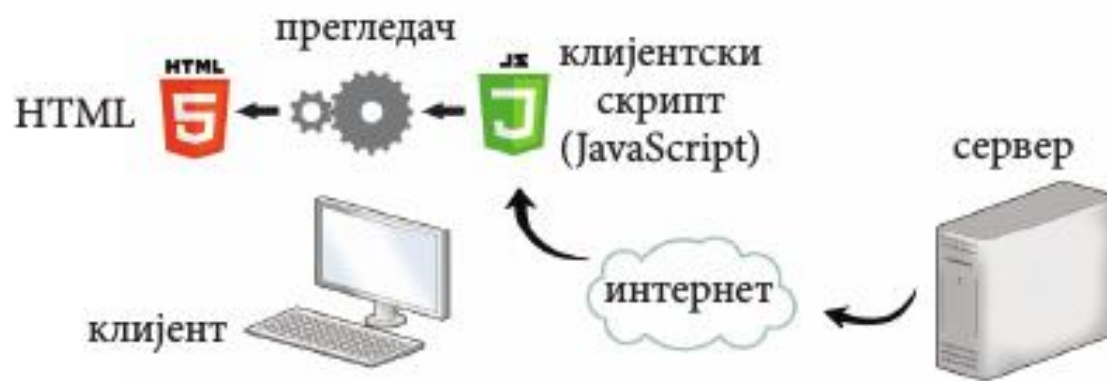 прегледач
HTML
HTML
5
JS
J
клијентски
скрипт
(JavaScript)
сервер
интернет
клијент